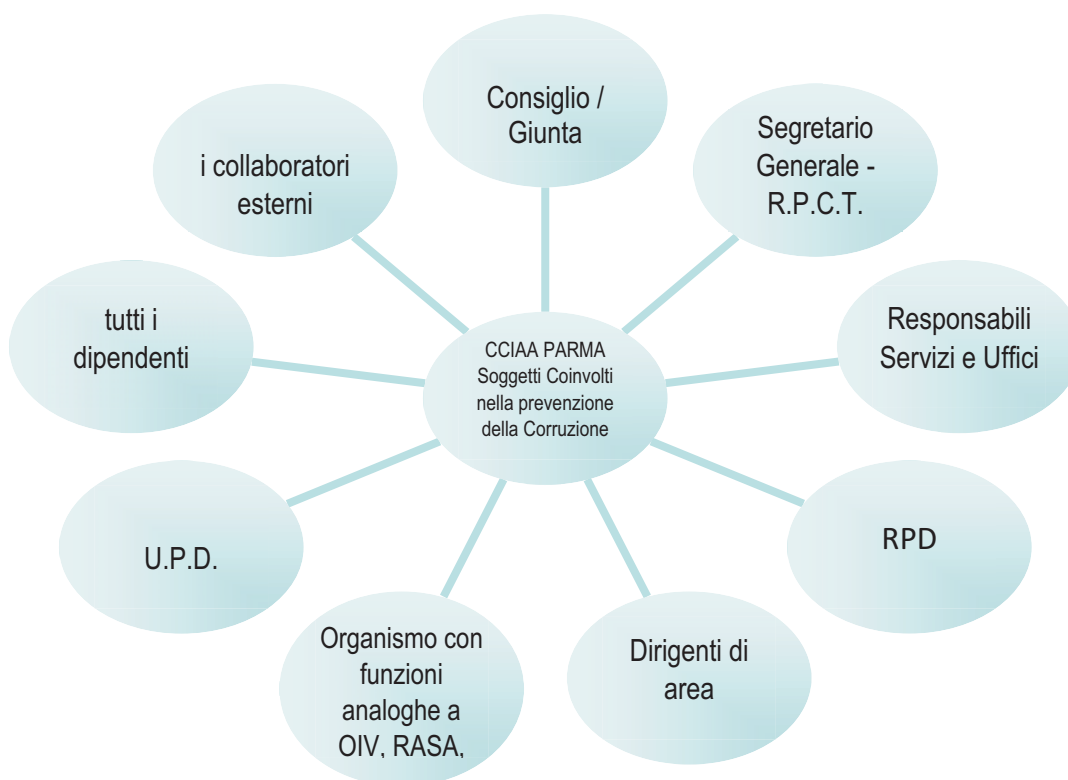 Consiglio /
Giunta
Segretario
Generale -
R.P.C.T.
Responsabili
Servizi e Uffici
RPD
Dirigenti di
area
Organismo con
funzioni
analoghe a
OIV, RASA,
U.P.D.
tutti i
dipendenti
i collaboratori
esterni
CCIAA PARMA
Soggetti Coinvolti
nella prevenzione
della Corruzione